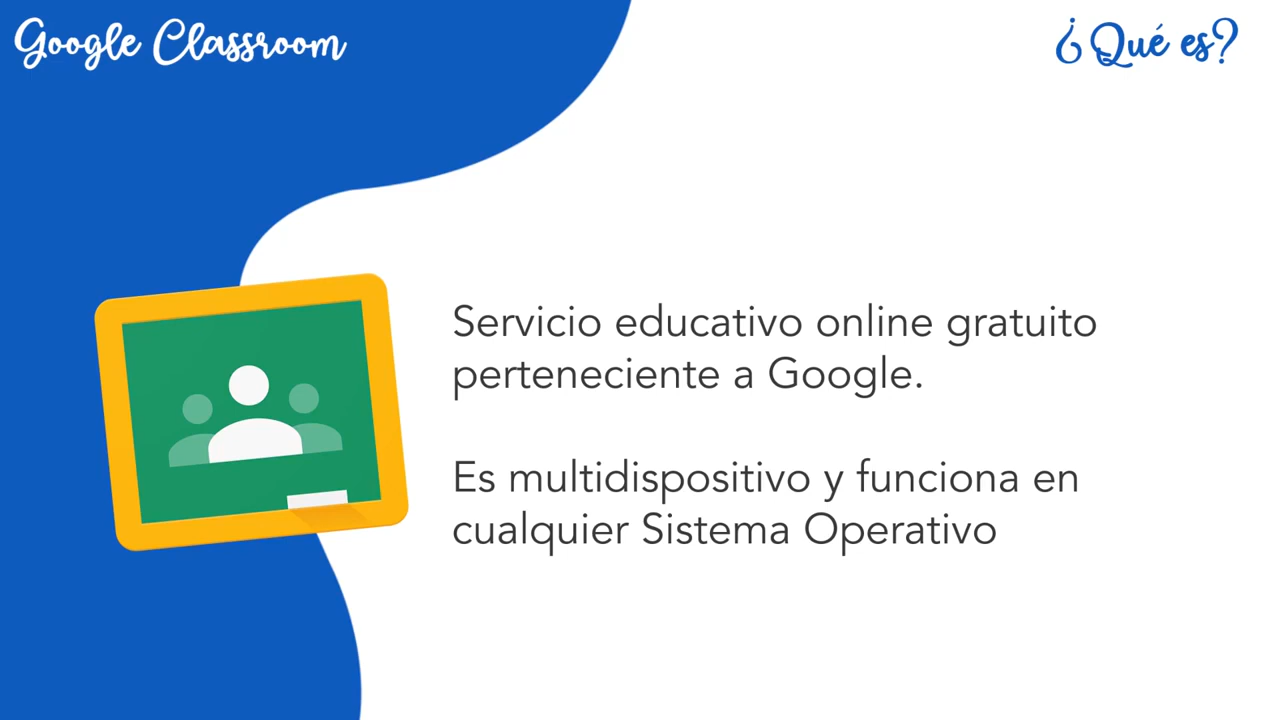 Google Classroom
¿Qué es?
Servicio educativo online gratuito
perteneciente a Google.
Es multidispositivo y funciona en
cualquier Sistema Operativo